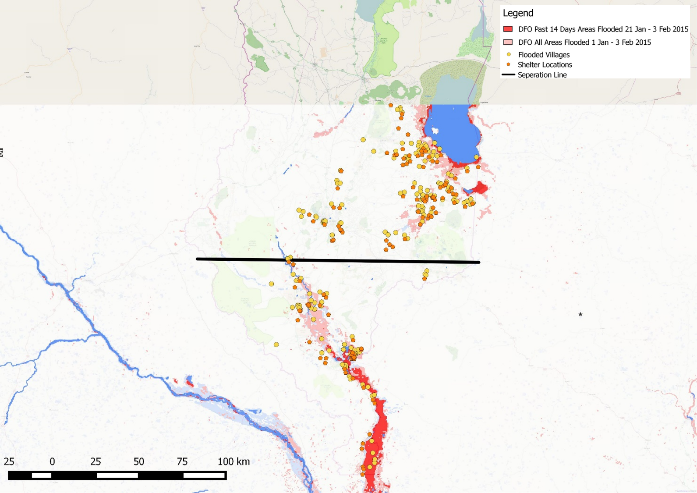 Legend
DFO Past 14 Days Areas Flooded 21 Jan - 3 Feb 2015
DFO All Areas Flooded 1 Jan - 3 Feb 2015
Flooded Villages
Shelter Locations
Seperation Line
25 0 25 50 75 100 km